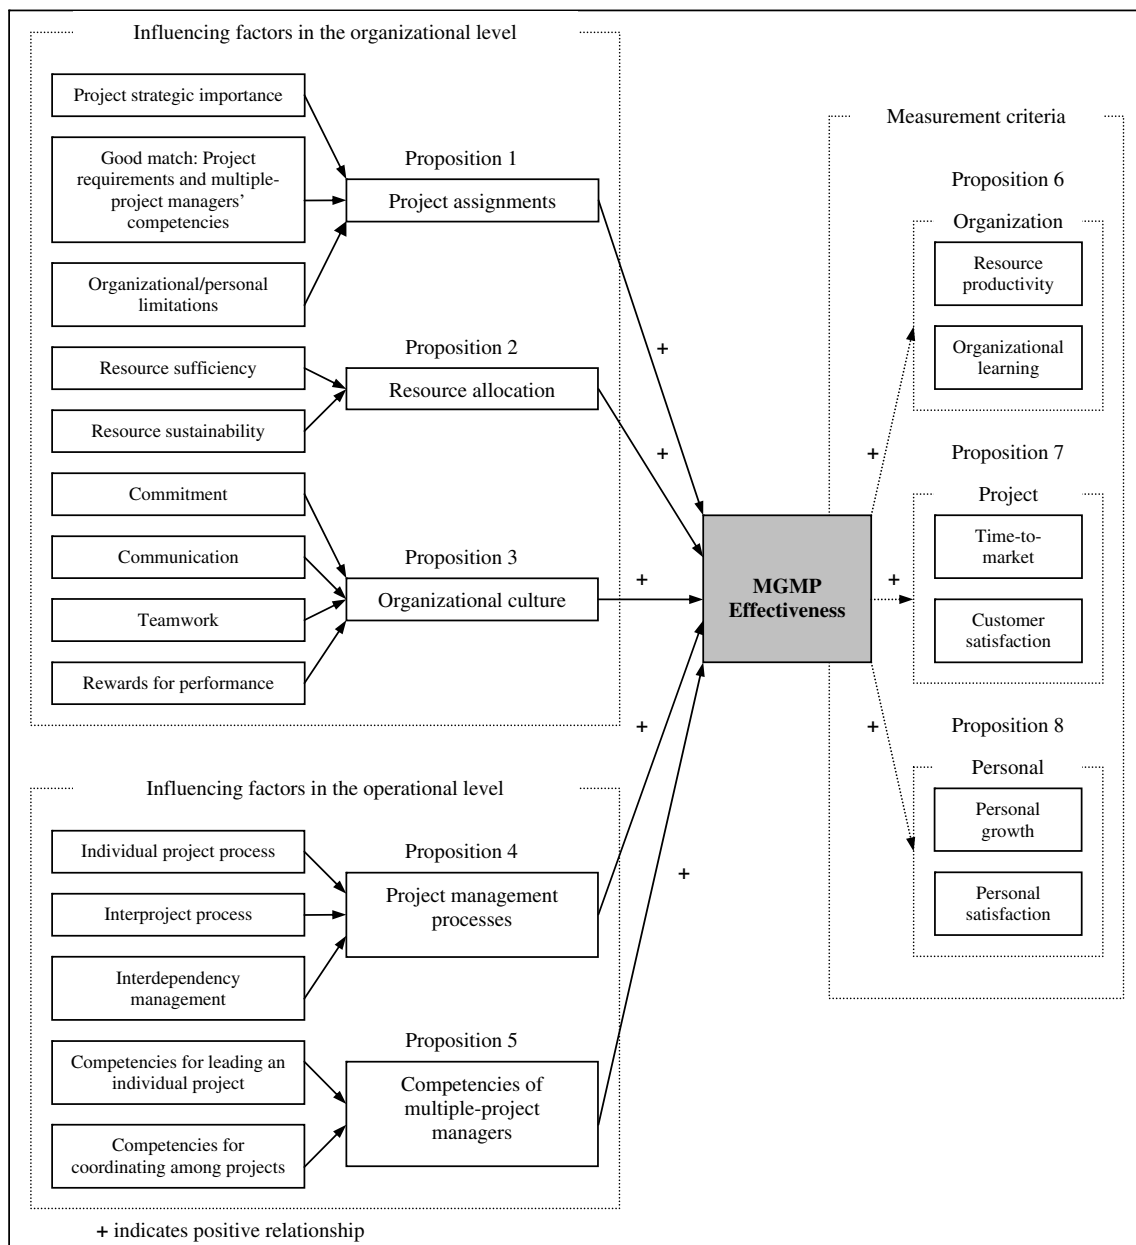 Influencing factors in the organizational level
Project strategic importance
Good match: Project
requirements and multiple-
project managers’
competencies
Organizational/personal
limitations
Proposition 1
Project assignments
Resource sufficiency
Resource sustainability
Proposition 2
Resource allocation
Commitment
Communication
Teamwork
Rewards for performance
Proposition 3
Organizational culture
Influencing factors in the operational level
Individual project process
Interproject process
Interdependency
management
Proposition 4
Project management
processes
Competencies for leading an
individual project
Competencies for
coordinating among projects
Proposition 5
Competencies of
multiple-project
managers
+
+
+
+
+
MGMP
Effectiveness
+
+
+
Measurement criteria
Proposition 6
Organization
Resource
productivity
Organizational
learning
Proposition 7
Project
Time-to-
market
Customer
satisfaction
Proposition 8
Personal
Personal
growth
Personal
satisfaction
+ indicates positive relationship